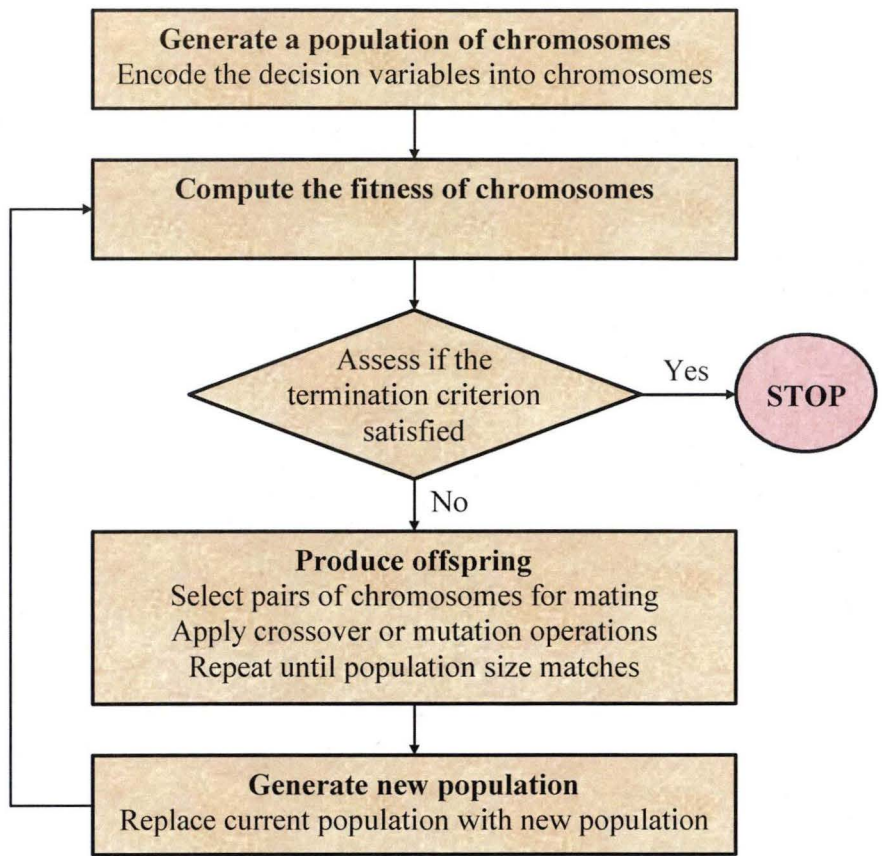 Generate a population of chromosomes
Encode the decision variables into chromosomes
Compute the fitness of chromosomes
Assess if the
termination criterion
satisfied
Yes
STOP
No
Produce offspring
Select pairs of chromosomes for mating
Apply crossover or mutation operations
Repeat until population size matches
Generate new population
Replace current population with new population